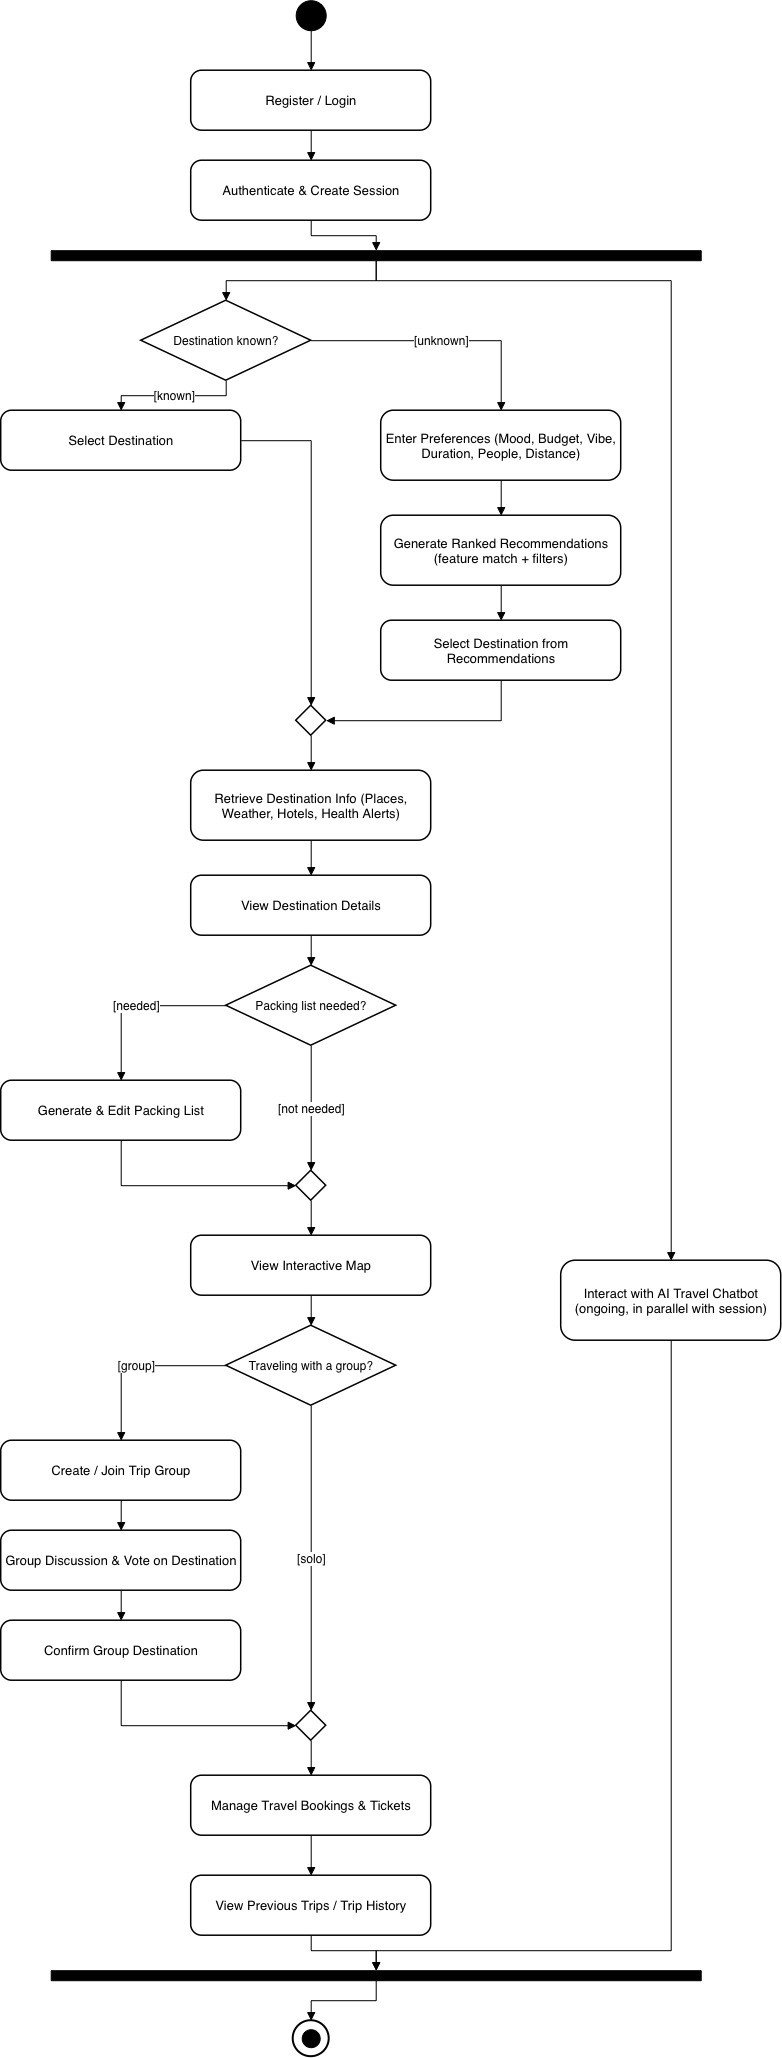 Register / Login
Authenticate & Create Session
Destination known?
[unknown]
[known]
Select Destination
Enter Preferences (Mood, Budget, Vibe,
Duration, People, Distance)
Generate Ranked Recommendations
(feature match + filters)
Select Destination from
Recommendations
Retrieve Destination Info (Places,
Weather, Hotels, Health Alerts)
View Destination Details
Packing list needed?
[needed]
Generate & Edit Packing List
[not needed]
View Interactive Map
Interact with AI Travel Chatbot
(ongoing, in parallel with session)
Traveling with a group?
[group]
Create / Join Trip Group
Group Discussion & Vote on Destination
[solo]
Confirm Group Destination
Manage Travel Bookings & Tickets
View Previous Trips / Trip History